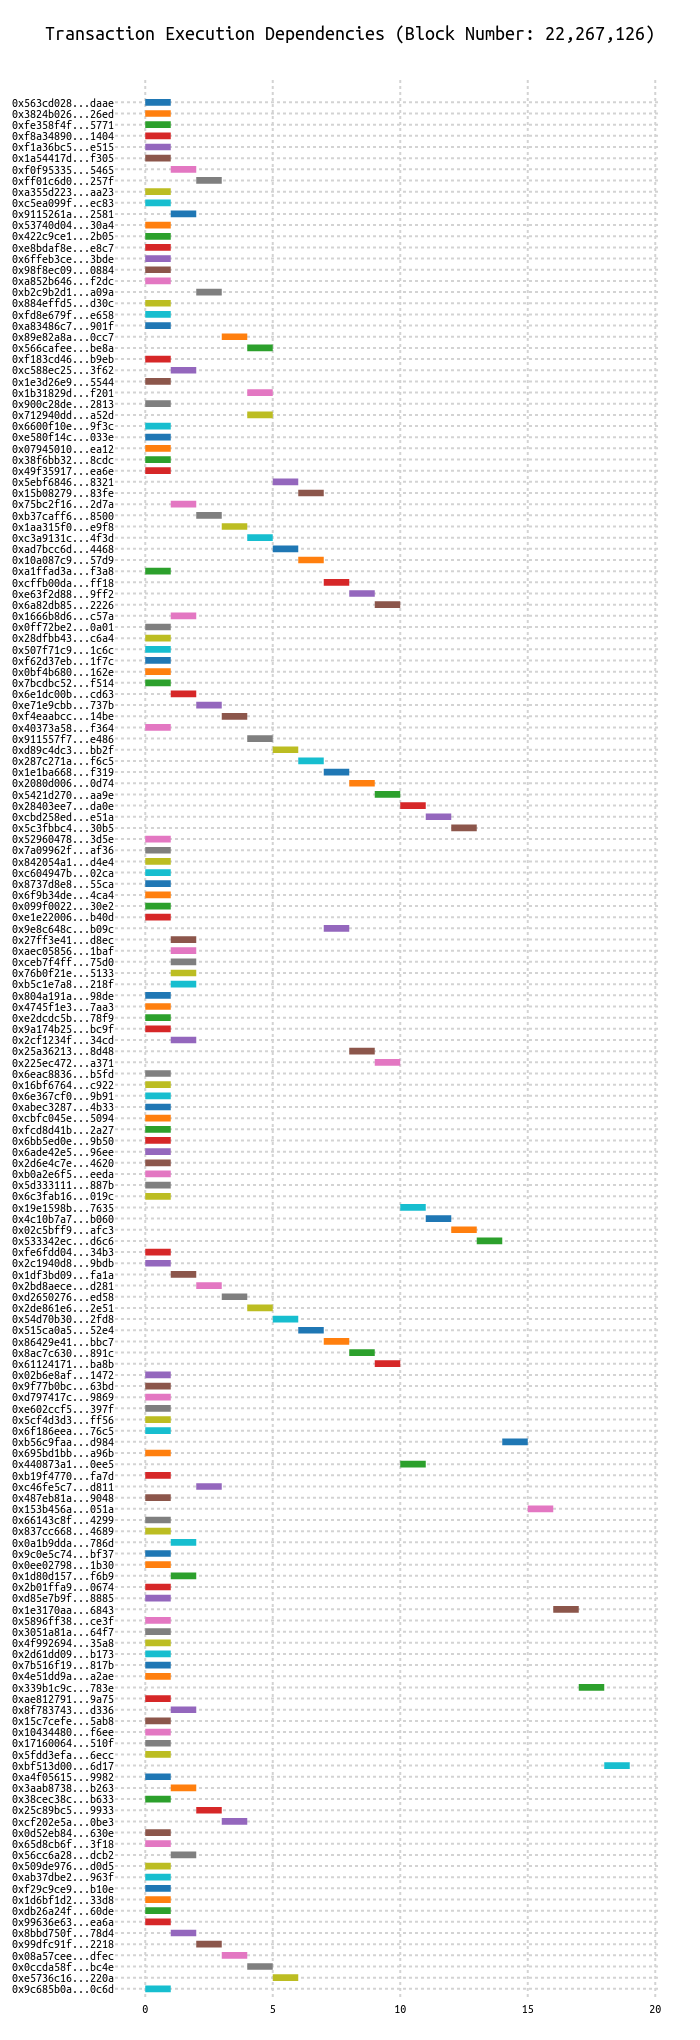 Transaction Execution Dependencies (Block Number: 22,267,126)
0x563cd028...daae
0x3824b026...26ed
0xfe358f4f...5771
0xf8a34890...1404
0xf1a36bc5...e515
0x1a54417d...f305
0xf0f95335...5465
0xff01c6d0...257f
0xa355d223...aa23
0xc5ea099f...ec83
0x9115261a...2581
0x53740d04...30a4
0x422c9ce1...2b05
0xe8bdaf8e...e8c7
0x6ffeb3ce...3bde
0x98f8ec09...0884
0xa852b646...f2dc
0xb2c9b2d1...a09a
0x884effd5...d30c
0xfd8e679f...e658
0xa83486c7...901f
0x89e82a8a...0cc7
0x566cafee...be8a
0xf183cd46...b9eb
0xc588ec25...3f62
0x1e3d26e9...5544
0x1b31829d...f201
0x900c28de...2813
0x712940dd...a52d
0x6600f10e...9f3c
0xe580f14c...033e
0x07945010...ea12
0x38f6bb32...8cdc
0x49f35917...ea6e
0x5ebf6846...8321
0x15b08279...83fe
0x75bc2f16...2d7a
0xb37caff6...8500
0x1aa315f0...e9f8
0xc3a9131c...4f3d
0xad7bcc6d...4468
0x10a087c9...57d9
0xa1ffad3a...f3a8
0xcffb00da...ff18
0xe63f2d88...9ff2
0x6a82db85...2226
0x1666b8d6...c57a
0x0ff72be2...0a01
0x28dfbb43...c6a4
0x507f71c9...1c6c
0xf62d37eb...1f7c
0x0bf4b680...162e
0x7bcdbc52...f514
0x6e1dc00b...cd63
0xe71e9cbb...737b
0xf4eaabcc...14be
0x40373a58...f364
0x911557f7...e486
0xd89c4dc3...bb2f
0x287c271a...f6c5
0x1e1ba668...f319
0x2080d006...0d74
0x5421d270...aa9e
0x28403ee7...da0e
0xcbd258ed...e51a
0x5c3fbbc4...30b5
0x52960478...3d5e
0x7a09962f...af36
0x842054a1...d4e4
0xc604947b...02ca
0x8737d8e8...55ca
0x6f9b34de...4ca4
0x099f0022...30e2
0xe1e22006...b40d
0x9e8c648c...b09c
0x27ff3e41...d8ec
0xaec05856...1baf
0xceb7f4ff...75d0
0x76b0f21e...5133
0xb5c1e7a8...218f
0x804a191a...98de
0x4745f1e3...7aa3
0xe2dcdc5b...78f9
0x9a174b25...bc9f
0x2cf1234f...34cd
0x25a36213...8d48
0x225ec472...a371
0x6eac8836...b5fd
0x16bf6764...c922
0x6e367cf0...9b91
0xabec3287...4b33
0xcbfc045e...5094
0xfcd8d41b...2a27
0x6bb5ed0e...9b50
0x6ade42e5...96ee
0x2d6e4c7e...4620
0xb0a2e6f5...eeda
0x5d333111...887b
0x6c3fab16...019c
0x19e1598b...7635
0x4c10b7a7...b060
0x02c5bff9...afc3
0x533342ec...d6c6
0xfe6fdd04...34b3
0x2c1940d8...9bdb
0x1df3bd09...fa1a
0x2bd8aece...d281
0xd2650276...ed58
0x2de861e6...2e51
0x54d70b30...2fd8
0x515ca0a5...52e4
0x86429e41...bbc7
0x8ac7c630...891c
0x61124171...ba8b
0x02b6e8af...1472
0x9f77b0bc...63bd
0xd797417c...9869
0xe602ccf5...397f
0x5cf4d3d3...ff56
0x6f186eea...76c5
0xb56c9faa...d984
0x695bd1bb...a96b
0x440873a1...0ee5
0xb19f4770...fa7d
0xc46fe5c7...d811
0x487eb81a...9048
0x153b456a...051a
0x66143c8f...4299
0x837cc668...4689
0x0a1b9dda...786d
0x9c0e5c74...bf37
0x0ee02798...1b30
0x1d80d157...f6b9
0x2b01ffa9...0674
0xd85e7b9f...8885
0x1e3170aa...6843
0x5896ff38...ce3f
0x3051a81a...64f7
0x4f992694...35a8
0x2d61dd09...b173
0x7b516f19...817b
0x4e51dd9a...a2ae
0x339b1c9c...783e
0xae812791...9a75
0x8f783743...d336
0x15c7cefe...5ab8
0x10434480...f6ee
0x17160064...510f
0x5fdd3efa...6ecc
0xbf513d00...6d17
0xa4f05615...9982
0x3aab8738...b263
0x38cec38c...b633
0x25c89bc5...9933
0xcf202e5a...0be3
0x0d52eb84...630e
0x65d8cb6f...3f18
0x56cc6a28...dcb2
0x509de976...d0d5
0xab37dbe2...963f
0xf29c9ce9...b10e
0x1d6bf1d2...33d8
0xdb26a24f...60de
0x99636e63...ea6a
0x8bbd750f...78d4
0x99dfc91f...2218
0x08a57cee...dfec
0x0ccda58f...bc4e
0xe5736c16...220a
0x9c685b0a...0c6d
0 5 10 15 20